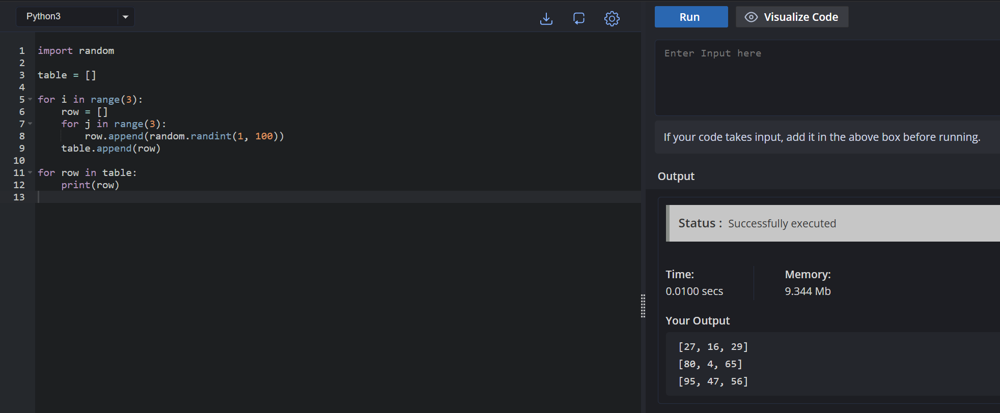 Python3
1 import random
2
3 table = []
4
5 for i in range(3):
6     row = []
7     for j in range(3):
8         row.append(random.randint(1, 100))
9     table.append(row)
10
11 for row in table:
12     print(row)
13
Run
Visualize Code
Enter Input here
If your code takes input, add it in the above box before running.
Output
Status : Successfully executed
Time: Memory:
0.0100 secs 9.344 Mb
Your Output
[27, 16, 29]
[80, 4, 65]
[95, 47, 56]